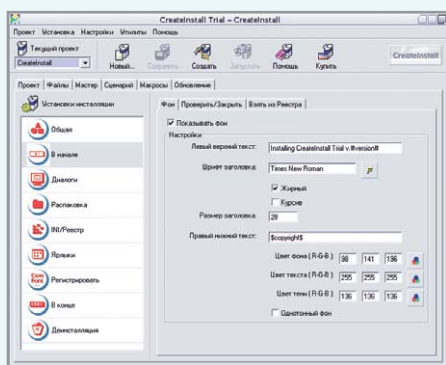 CreateInstall Trial - CreateInstall
Проект Установка Настройки Утилиты Помощь
Текущий проект
CreateInstall
Новый... Сохранить Создать Запустить Помощь Купить
CreateInstall
Проект Файлы Мастер Сценарий Макросы Обновление
Установки инсталляции
Общая
В начале
Диалоги
Распаковка
INI/Реестр
Ярлыки
Регистрировать
В конце
Деинсталляция
Фон Проверить/Закрыть Взять из Реестра
Показывать фон
Настройки
Левый верхний текст: Installing CreateInstall Trial v.#version#
Шрифт заголовка: Times New Roman
Жирный
Курсив
Размер заголовка: 28
Правый нижний текст: $copyright$
Цвет фона (R-G-B): 98 141 196
Цвет текста (R-G-B): 255 255 255
Цвет тени (R-G-B): 136 136 136
Однотонный фон